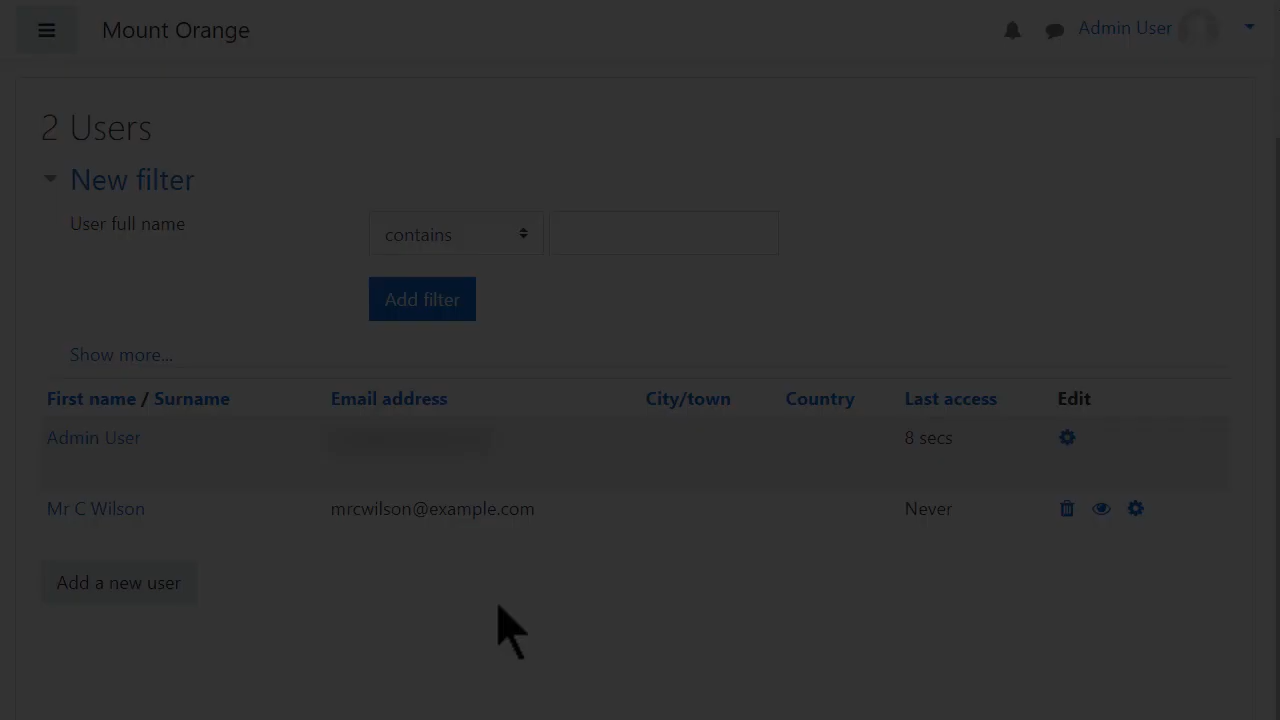 Mount Orange
Admin User
2 Users
New filter
User full name
contains
Add filter
Show more...
First name / Surname Email address City/town Country Last access Edit
Admin User 8 secs
Mr C Wilson mrcwilson@example.com Never
Add a new user